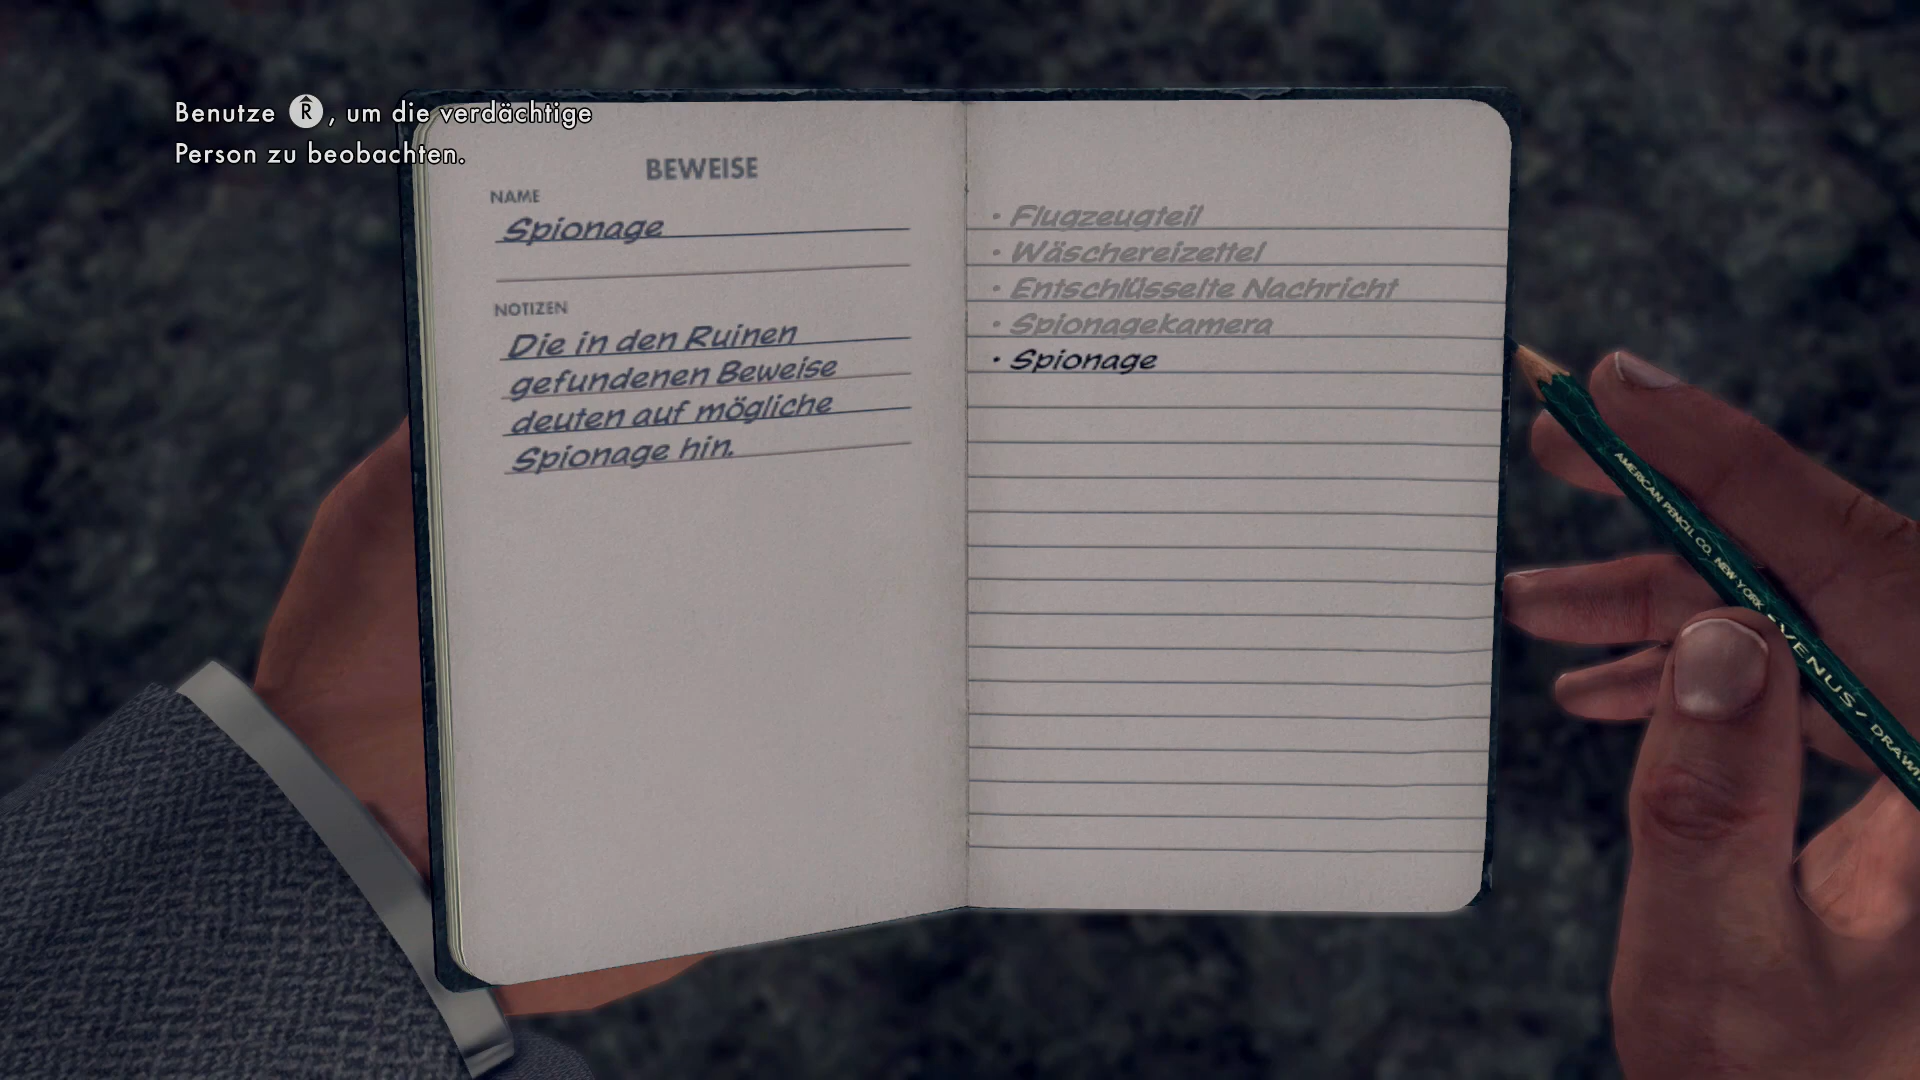 Benutze R, um die verdächtige
Person zu beobachten.
BEWEISE
NAME
Spionage
NOTIZEN
Die in den Ruinen
gefundenen Beweise
deuten auf mögliche
Spionage hin.
• Flugzeugteil
• Wäschereizettel
• Entschlüsselte Nachricht
• Spionagekamera
• Spionage
AMERICAN PENCIL CO. NEW YORK "VENUS" DRAWI